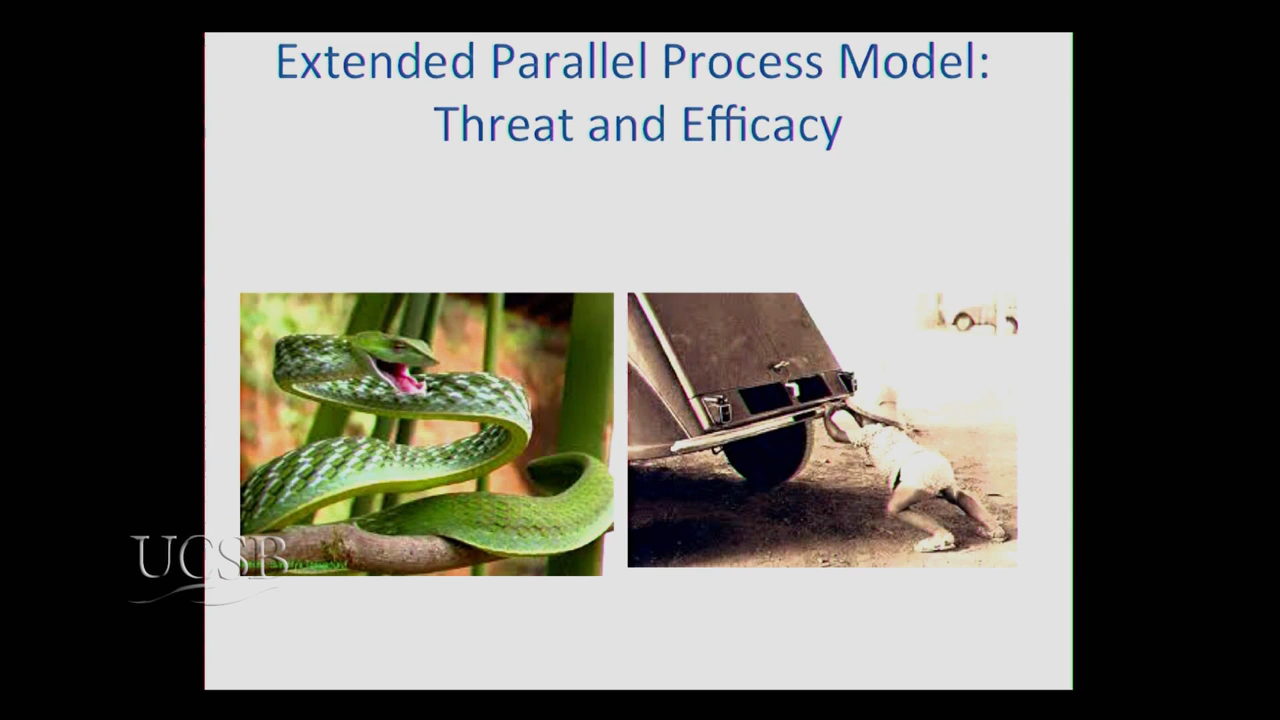 Extended Parallel Process Model:
Threat and Efficacy
UCSB